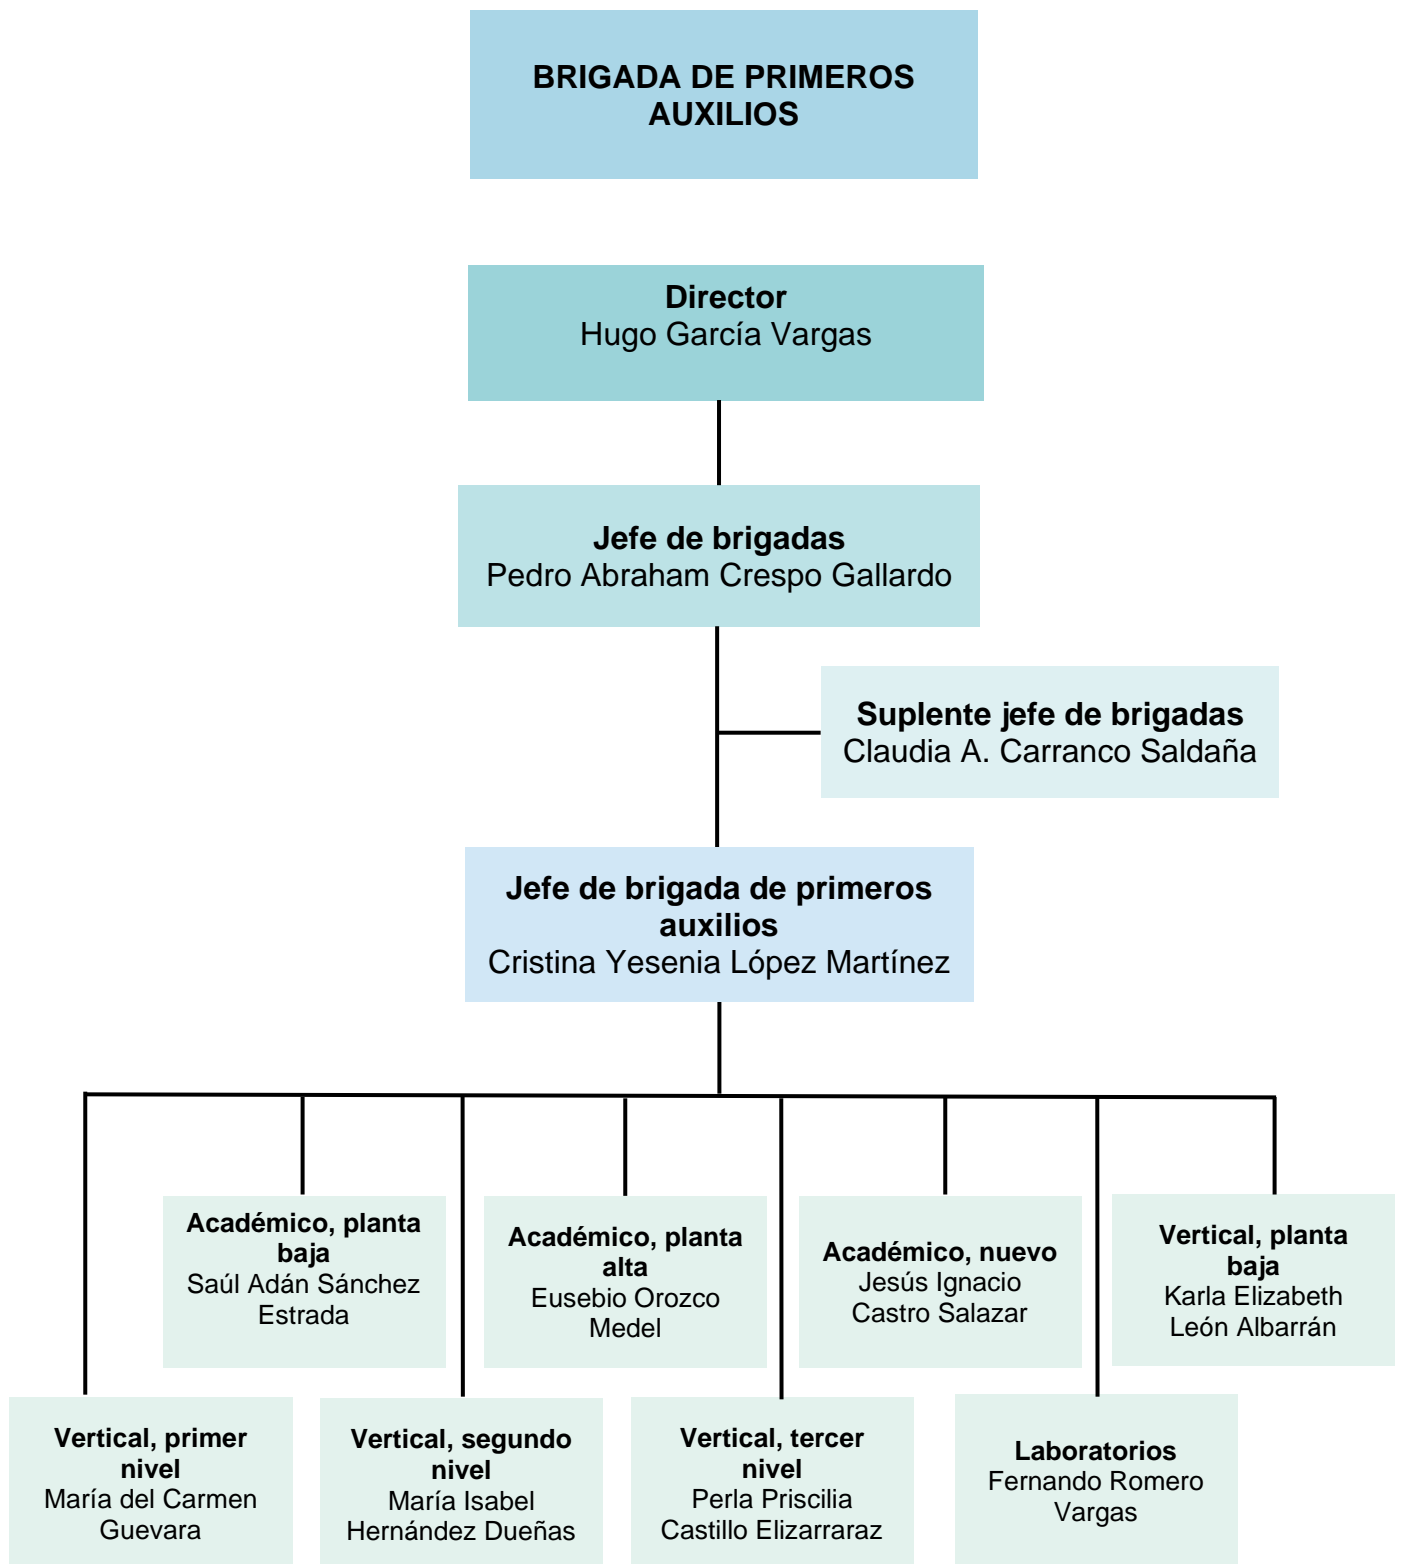 BRIGADA DE PRIMEROS
AUXILIOS
Director
Hugo García Vargas
Jefe de brigadas
Pedro Abraham Crespo Gallardo
Suplente jefe de brigadas
Claudia A. Carranco Saldaña
Jefe de brigada de primeros
auxilios
Cristina Yesenia López Martínez
Académico, planta
baja
Saúl Adán Sánchez
Estrada
Académico, planta
alta
Eusebio Orozco
Medel
Académico, nuevo
Jesús Ignacio
Castro Salazar
Vertical, planta
baja
Karla Elizabeth
León Albarrán
Vertical, primer
nivel
María del Carmen
Guevara
Vertical, segundo
nivel
María Isabel
Hernández Dueñas
Vertical, tercer
nivel
Perla Priscilia
Castillo Elizarraraz
Laboratorios
Fernando Romero
Vargas